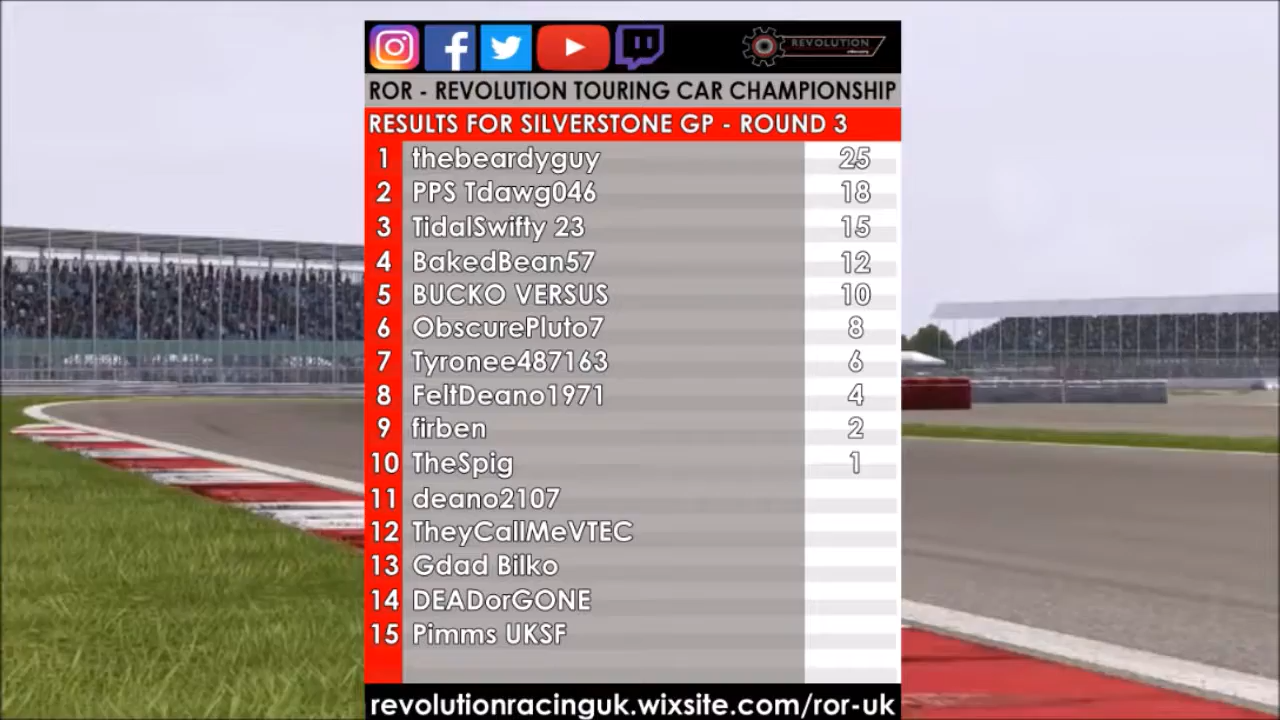 REVOLUTION
ROR - REVOLUTION TOURING CAR CHAMPIONSHIP
RESULTS FOR SILVERSTONE GP - ROUND 3
1 thebeardyguy 25
2 PPS Tdawg046 18
3 TidalSwifty 23 15
4 BakedBean57 12
5 BUCKO VERSUS 10
6 ObscurePluto7 8
7 Tyronee487163 6
8 FeltDeano1971 4
9 firben 2
10 TheSpig 1
11 deano2107
12 TheyCallMeVTEC
13 Gdad Bilko
14 DEADorGONE
15 Pimms UKSF
revolutionracinguk.wixsite.com/ror-uk